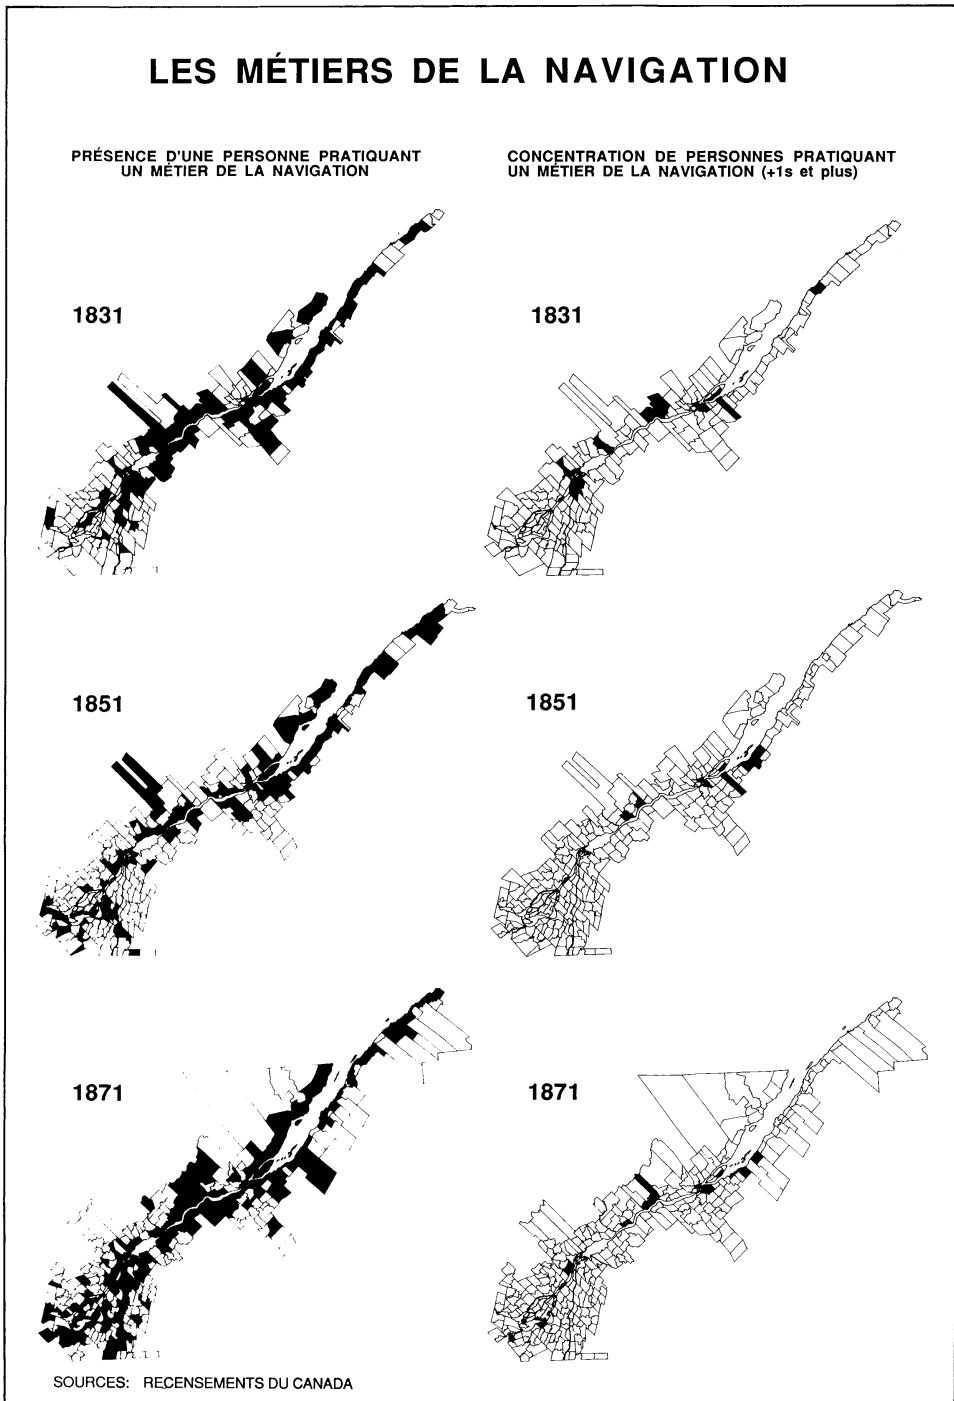 LES MÉTIERS DE LA NAVIGATION
PRÉSENCE D'UNE PERSONNE PRATIQUANT
UN MÉTIER DE LA NAVIGATION
CONCENTRATION DE PERSONNES PRATIQUANT
UN MÉTIER DE LA NAVIGATION (+1s et plus)
1831
1831
1851
1851
1871
1871
SOURCES: RECENSEMENTS DU CANADA